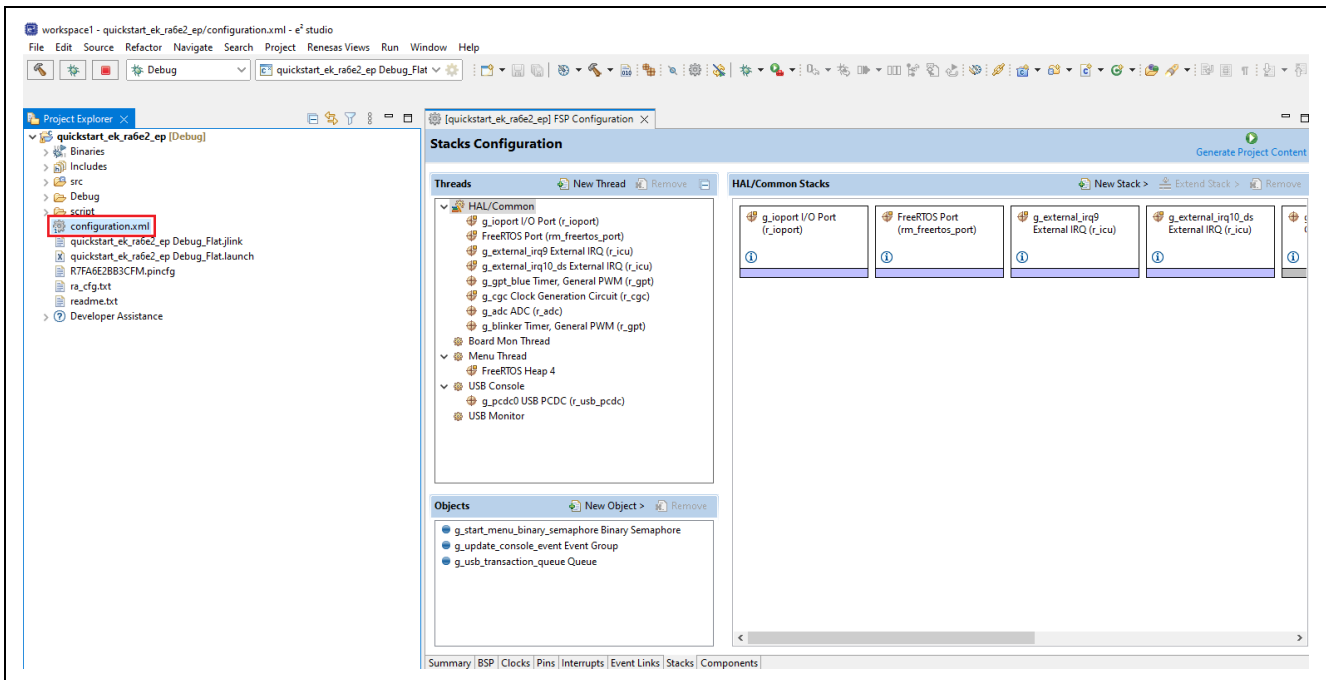 workspace1 - quickstart_ek_ra6e2_ep/configuration.xml - e² studio
File Edit Source Refactor Navigate Search Project Renesas Views Run Window Help
Debug
quickstart_ek_ra6e2_ep Debug_Flat
Project Explorer
quickstart_ek_ra6e2_ep [Debug]
Binaries
Includes
src
Debug
script
configuration.xml
quickstart_ek_ra6e2_ep Debug_Flat.jlink
quickstart_ek_ra6e2_ep Debug_Flat.launch
R7FA6E2BB3CFM.pincfg
ra_cfg.txt
readme.txt
Developer Assistance
[quickstart_ek_ra6e2_ep] FSP Configuration
Stacks Configuration
Generate Project Content
Threads
New Thread
Remove
HAL/Common
g_ioport I/O Port (r_ioport)
FreeRTOS Port (rm_freertos_port)
g_external_irq9 External IRQ (r_icu)
g_external_irq10_ds External IRQ (r_icu)
g_gpt_blue Timer, General PWM (r_gpt)
g_cgc Clock Generation Circuit (r_cgc)
g_adc ADC (r_adc)
g_blinker Timer, General PWM (r_gpt)
Board Mon Thread
Menu Thread
FreeRTOS Heap 4
USB Console
g_pcdc0 USB PCDC (r_usb_pcdc)
USB Monitor
Objects
New Object >
Remove
g_start_menu_binary_semaphore Binary Semaphore
g_update_console_event Event Group
g_usb_transaction_queue Queue
HAL/Common Stacks
New Stack >
Extend Stack >
Remove
g_ioport I/O Port
(r_ioport)
FreeRTOS Port
(rm_freertos_port)
g_external_irq9
External IRQ (r_icu)
g_external_irq10_ds
External IRQ (r_icu)
Summary BSP Clocks Pins Interrupts Event Links Stacks Components